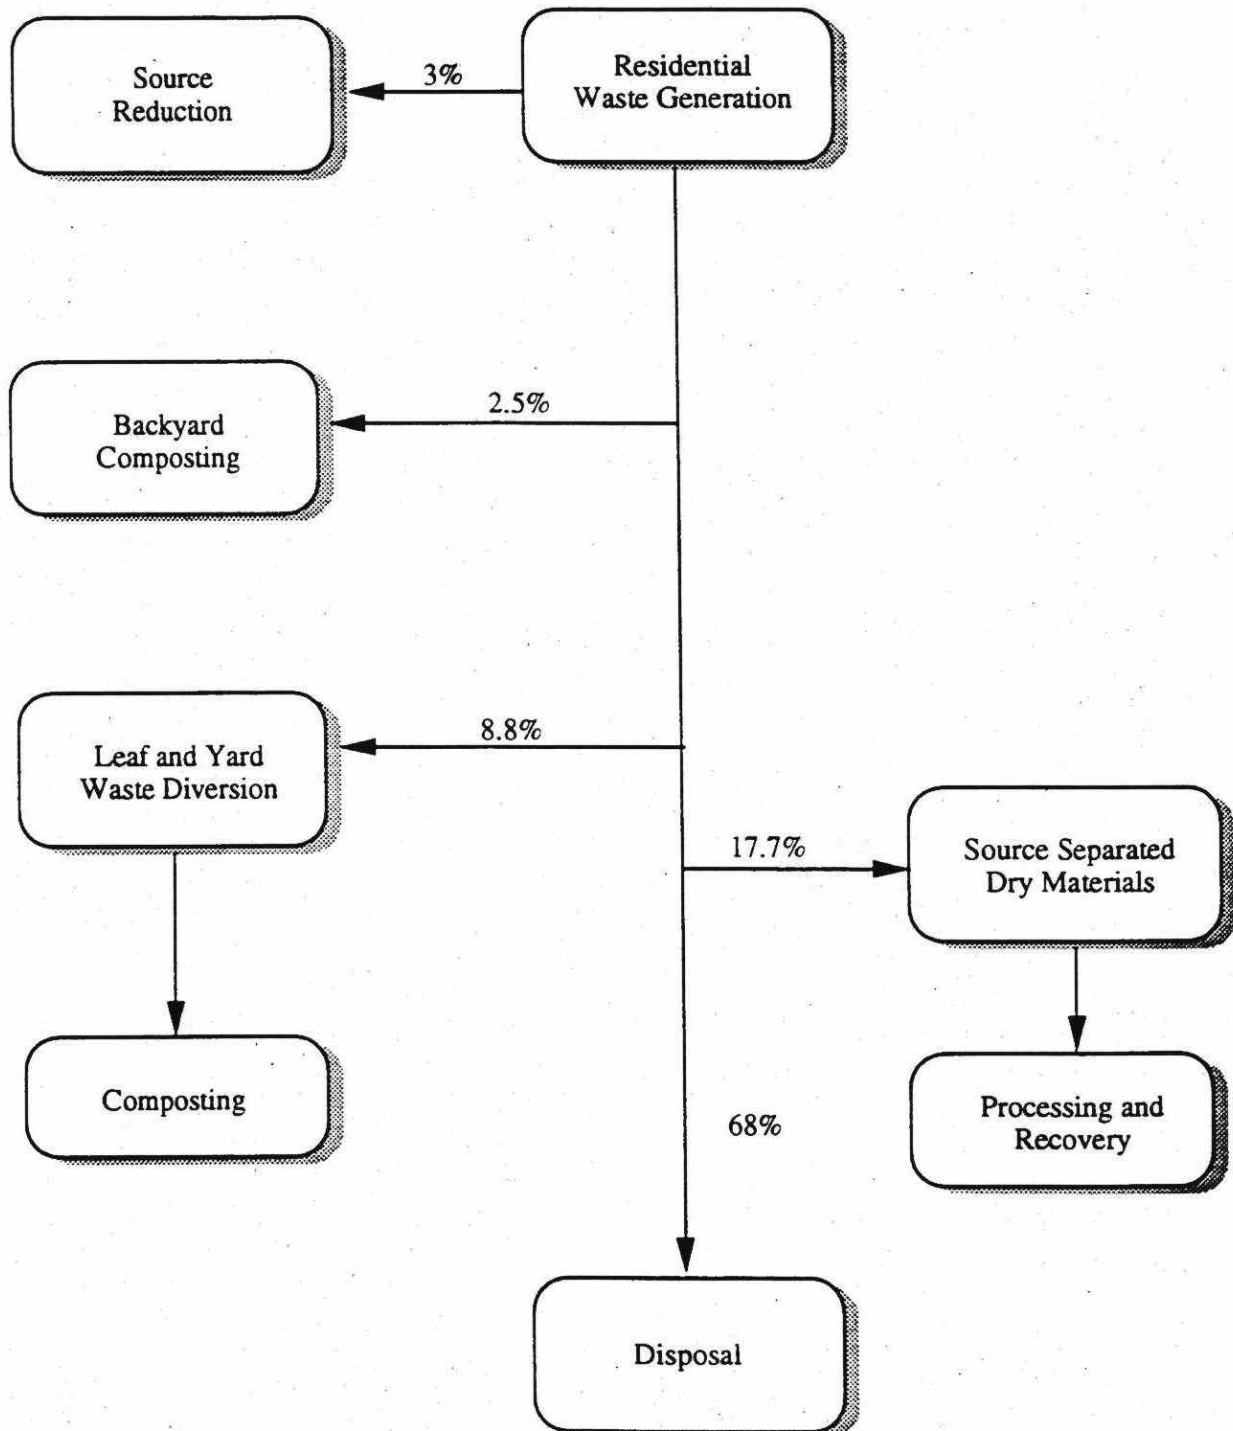 Source
Reduction
3%
Residential
Waste Generation
2.5%
Backyard
Composting
8.8%
Leaf and Yard
Waste Diversion
17.7%
Source Separated
Dry Materials
Composting
68%
Processing and
Recovery
Disposal